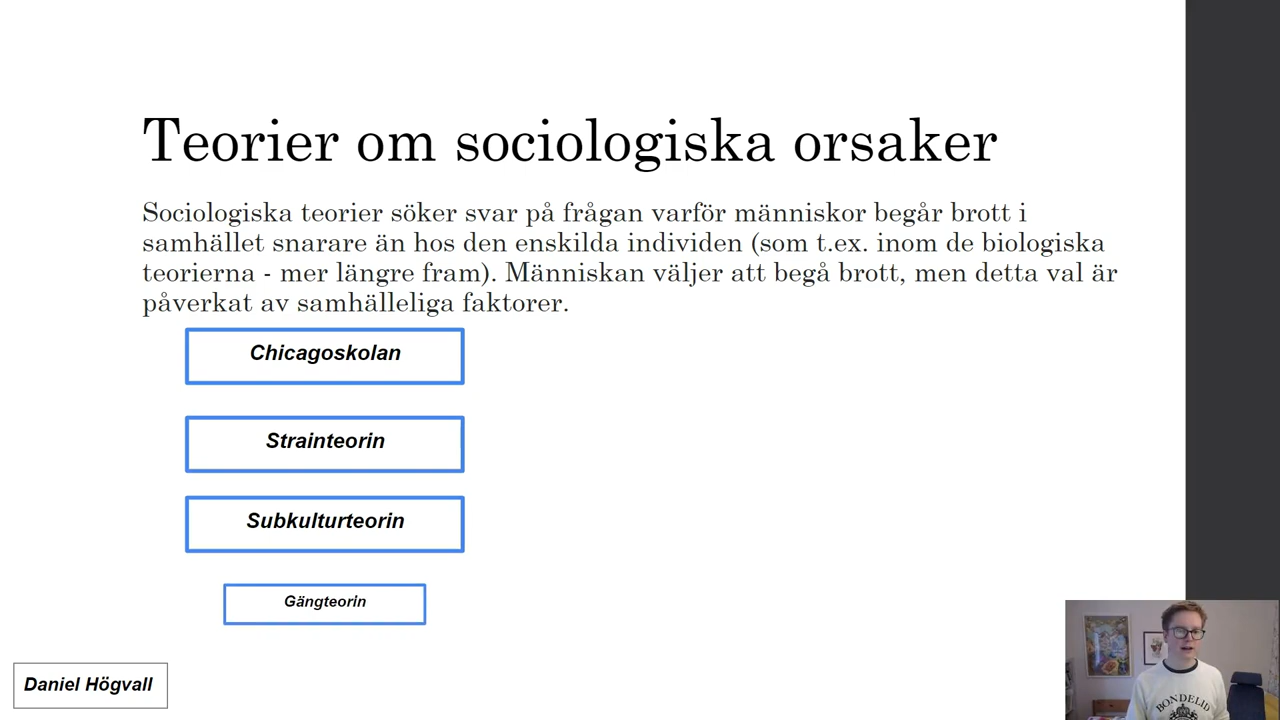 Teorier om sociologiska orsaker
Sociologiska teorier söker svar på frågan varför människor begår brott i
samhället snarare än hos den enskilda individen (som t.ex. inom de biologiska
teorierna - mer längre fram). Människan väljer att begå brott, men detta val är
påverkat av samhälleliga faktorer.
Chicagoskolan
Strainteorin
Subkulturteorin
Gängteorin
Daniel Högvall
BONDELID